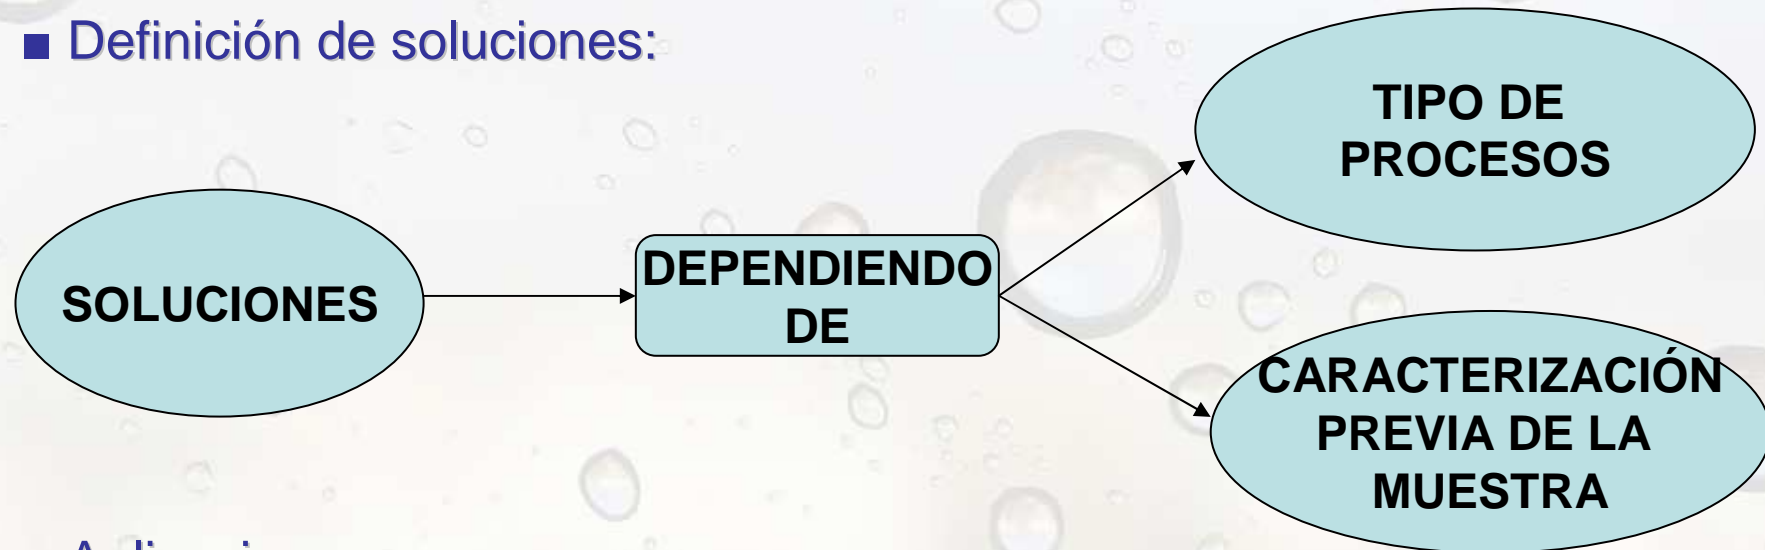 Definición de soluciones:
SOLUCIONES
DEPENDIENDO
DE
TIPO DE
PROCESOS
CARACTERIZACIÓN
PREVIA DE LA
MUESTRA